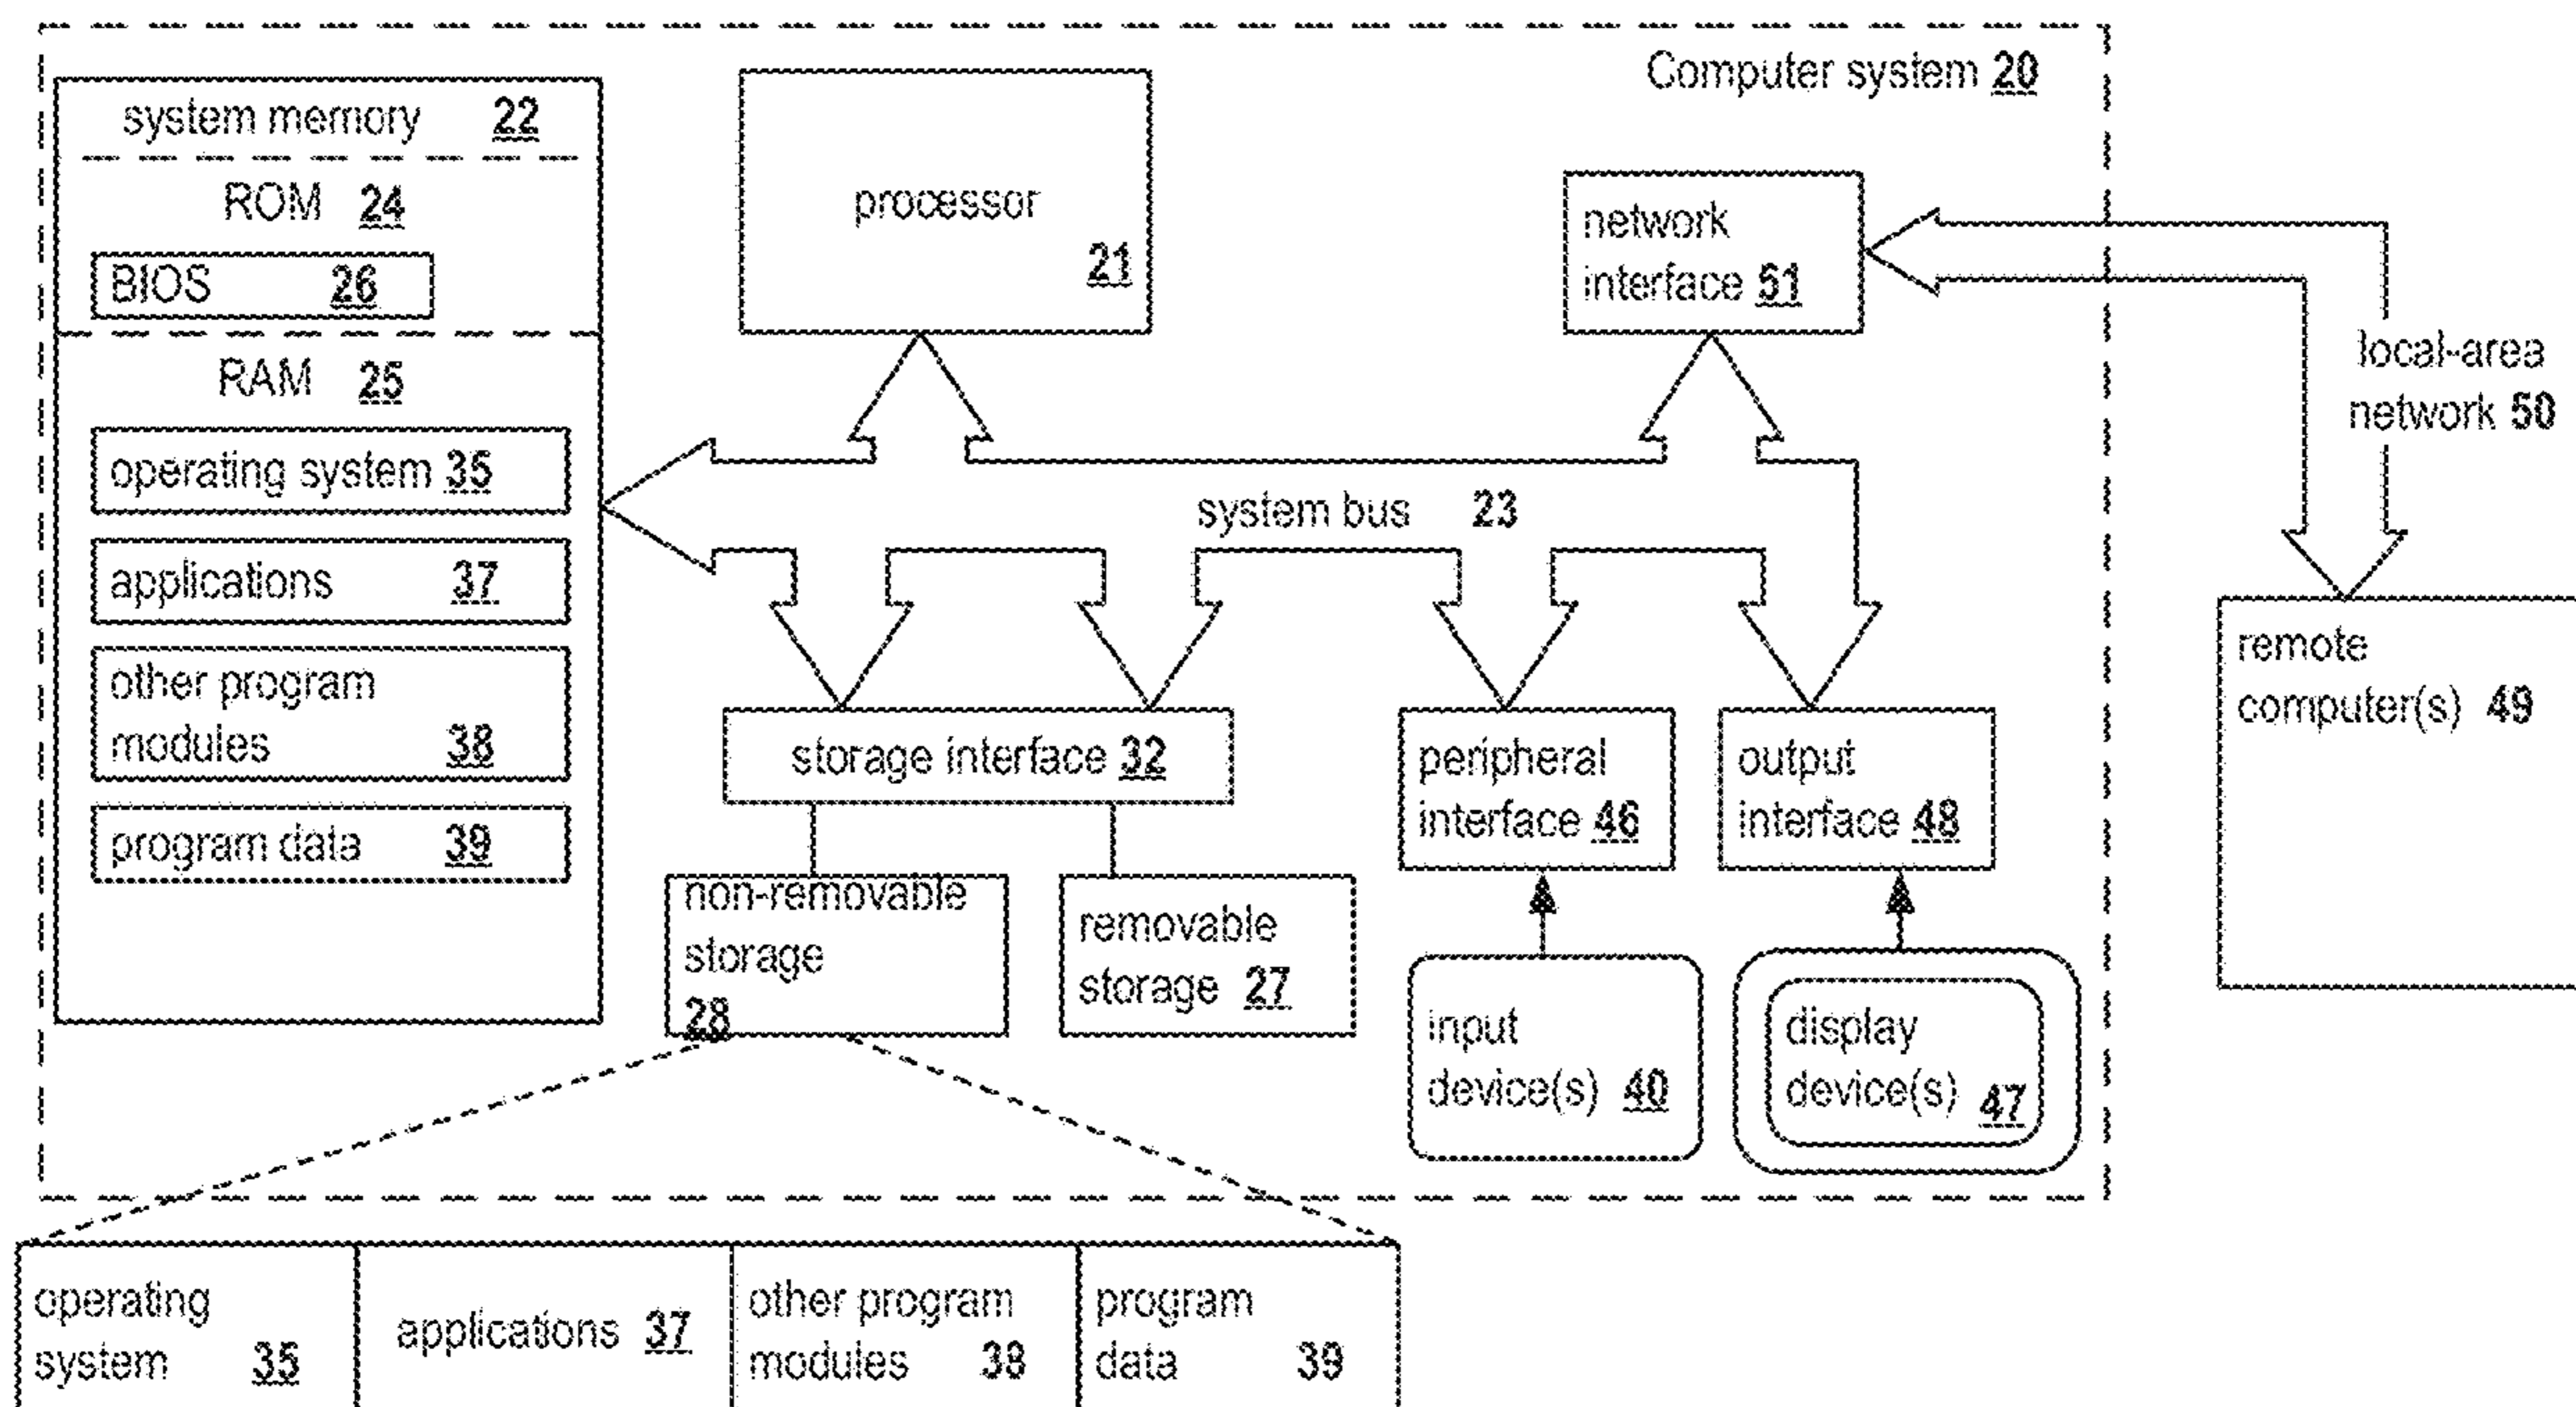 Computer system 20
system memory 22
ROM 24
BIOS 26
RAM 25
operating system 35
applications 37
other program
modules 38
program data 39
processor
21
network
interface 51
local-area
network 50
system bus 23
remote
computer(s) 49
storage interface 32
peripheral
interface 46
output
interface 48
non-removable
storage
28
removable
storage 27
input
device(s) 40
display
device(s) 47
operating
system 35
applications 37
other program
modules 38
program
data 39